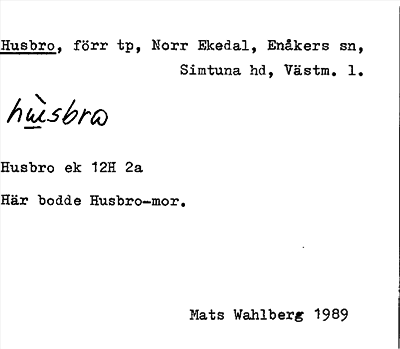 Husbro, förr tp, Norr Ekedal, Enåkers sn,
Simtuna hd, Västm. l.
hùsbrω
Husbro ek 12H 2a
Här bodde Husbro-mor.
Mats Wahlberg 1989